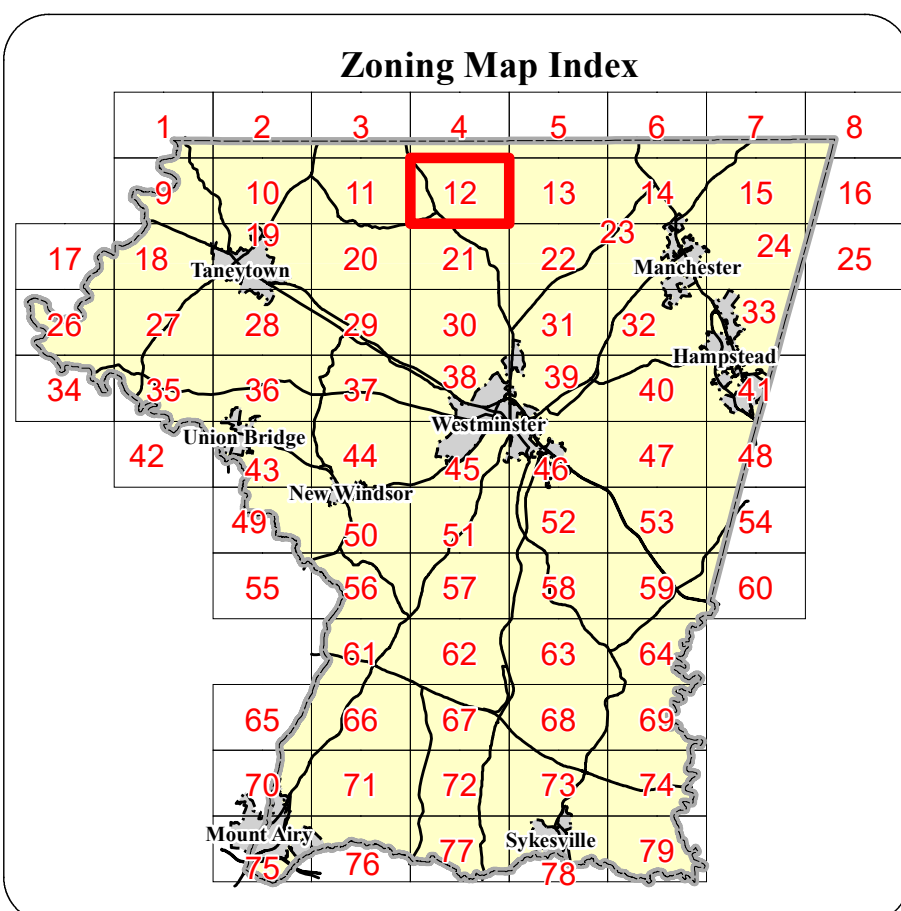 Zoning Map Index
1 2 3 4 5 6 7 8
9 10 11 12 13 14 15 16
17 18 19 20 21 22 23 24 25
Taneytown
Manchester
26 27 28 29 30 31 32 33
Hampstead
34 35 36 37 38 39 40 41
Westminster
Union Bridge
42 43 44 45 46 47 48
New Windsor
49 50 51 52 53 54
55 56 57 58 59 60
61 62 63 64
65 66 67 68 69
70 71 72 73 74
Mount Airy
Sykesville
75 76 77 78 79